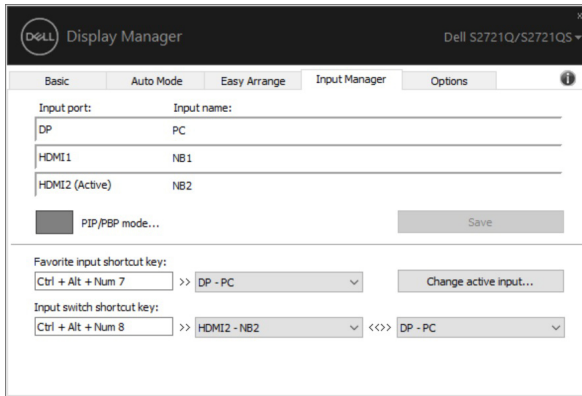 DELL Display Manager
Dell S2721Q/S2721QS
Basic Auto Mode Easy Arrange Input Manager Options
Input port: Input name:
DP PC
HDMI1 NB1
HDMI2 (Active) NB2
PIP/PBP mode... Save
Favorite input shortcut key:
Ctrl + Alt + Num 7 >> DP - PC Change active input...
Input switch shortcut key:
Ctrl + Alt + Num 8 >> HDMI2 - NB2 <<>> DP - PC